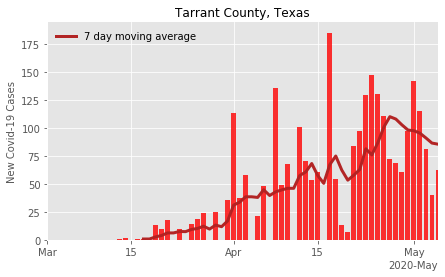 Tarrant County, Texas
7 day moving average
New Covid-19 Cases
175
150
125
100
75
50
25
0
Mar
15
Apr
15
May
2020-May